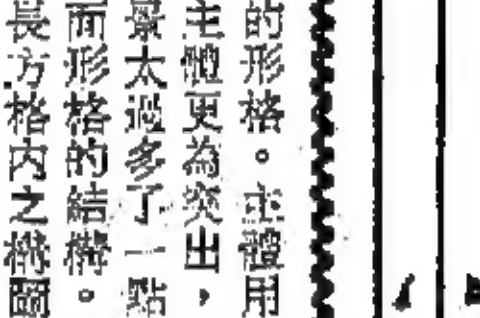 的形格。主體用
主體更為突出，
景太過多了一點
而形格的結構。
長方格内之構圖